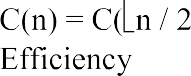 C(n) = C(⌊n / 2
Efficiency